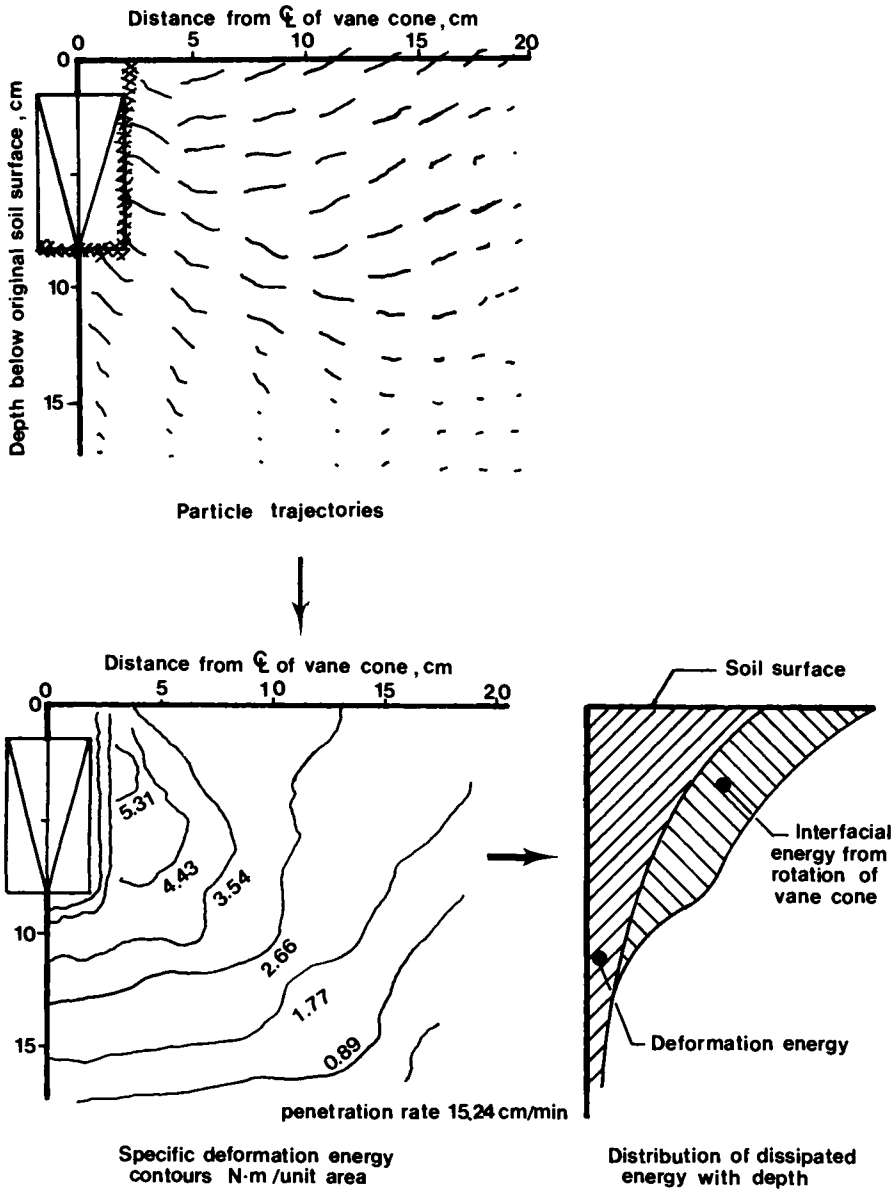 Distance from ℄ of vane cone, cm
0 5 10 15 20
0
10
15
Depth below original soil surface, cm
Particle trajectories
Distance from ℄ of vane cone, cm
0 5 10 15 20
0
10
15
5.31
4.43
3.54
2.66
1.77
0.89
penetration rate 15.24 cm/min
Specific deformation energy
contours N·m/unit area
Soil surface
Interfacial
energy from
rotation of
vane cone
Deformation energy
Distribution of dissipated
energy with depth